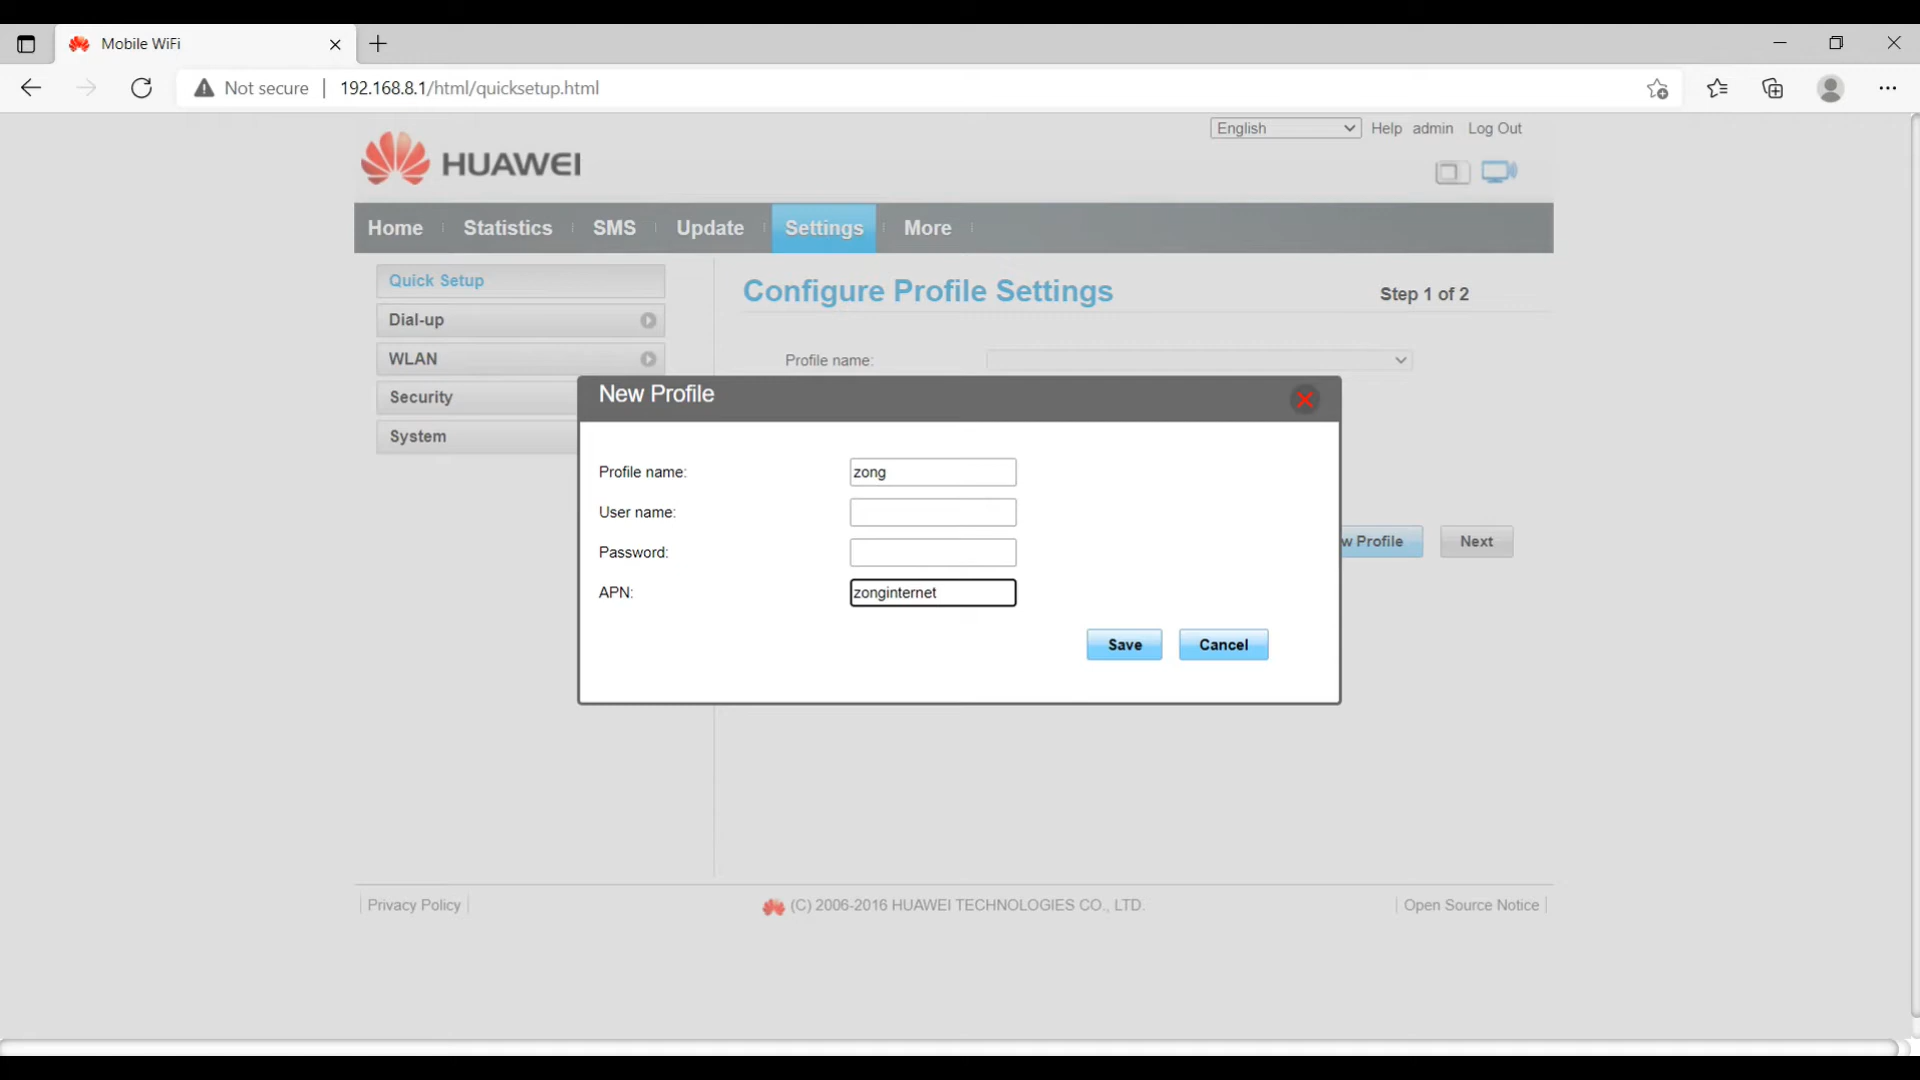 Mobile WiFi
Not secure 192.168.8.1/html/quicksetup.html
English Help admin Log Out
HUAWEI
Home Statistics SMS Update Settings More
Quick Setup
Dial-up
WLAN
Security
System
Configure Profile Settings Step 1 of 2
Profile name:
New Profile
Profile name: zong
User name:
Password:
APN: zonginternet
Save Cancel
w Profile Next
Privacy Policy (C) 2006-2016 HUAWEI TECHNOLOGIES CO., LTD. Open Source Notice